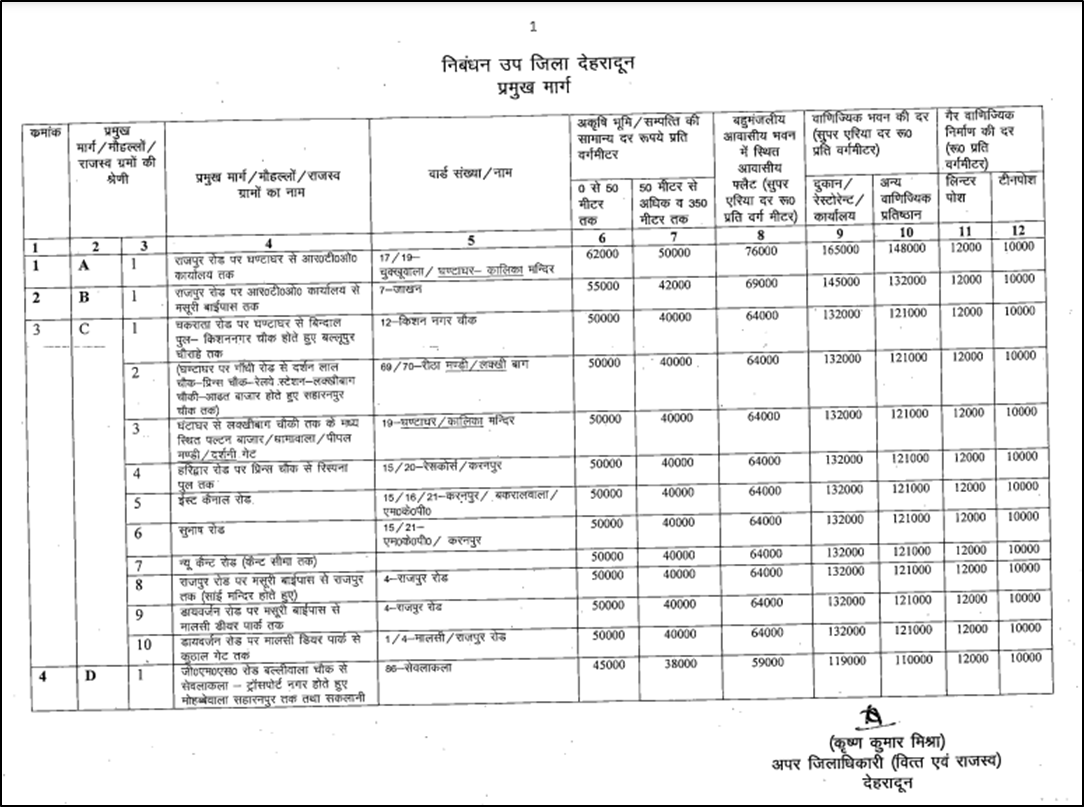 1
निबंधन उप जिला देहरादून
प्रमुख मार्ग
कमांक | प्रमुख मार्ग/मौहल्लों/राजस्व ग्रमों की श्रेणी | प्रमुख मार्ग/मौहल्लों/राजस्व ग्रामों का नाम | वार्ड संख्या/नाम | अकृषि भूमि/सम्पत्ति की सामान्य दर रूपये प्रति वर्गमीटर | बहुमंजलीय आवासीय भवन में स्थित आवासीय फ्लैट (सुपर एरिया दर रू0 प्रति वर्ग मीटर) | वाणिज्यिक भवन की दर (सुपर एरिया दर रू0 प्रति वर्गमीटर) | गैर वाणिज्यिक निर्माण की दर (रू0 प्रति वर्गमीटर)
0 से 50 मीटर तक | 50 मीटर से अधिक व 350 मीटर तक | दुकान/रेस्टोरेन्ट/कार्यालय | अन्य वाणिज्यिक प्रतिष्ठान | लिन्टर पोश | टीनपोश
1 | 2 | 3 | 4 | 5 | 6 | 7 | 8 | 9 | 10 | 11 | 12
1 | A | 1 | राजपुर रोड पर घण्टाघर से आर0टी0ओ0 कार्यालय तक | 17/19–चुक्खूवाला/ घण्टाघर– कालिका मन्दिर | 62000 | 50000 | 76000 | 165000 | 148000 | 12000 | 10000
2 | B | 1 | राजपुर रोड पर आर0टी0ओ0 कार्यालय से मसूरी बाईपास तक | 7–जाखन | 55000 | 42000 | 69000 | 145000 | 132000 | 12000 | 10000
3 | C | 1 | चकराता रोड पर घण्टाघर से बिन्दाल पुल– किशननगर चौक होते हुए बल्लूपुर चौराहे तक | 12–किशन नगर चौक | 50000 | 40000 | 64000 | 132000 | 121000 | 12000 | 10000
2 | (घण्टाघर पर गाँधी रोड से दर्शन लाल चौक–प्रिन्स चौक–रेलवे स्टेशन–लक्खीबाग चौकी–आढत बाजार होते हुए सहारनपुर चौक तक) | 69/70–रीठा मण्डी/लक्खी बाग | 50000 | 40000 | 64000 | 132000 | 121000 | 12000 | 10000
3 | घंटाघर से लक्खीबाग चौकी तक के मध्य स्थित पल्टन बाजार/धामावाला/पीपल मण्डी/दर्शनी गेट | 19–घण्टाघर/कालिका मन्दिर | 50000 | 40000 | 64000 | 132000 | 121000 | 12000 | 10000
4 | हरिद्वार रोड पर प्रिन्स चौक से रिस्पना पुल तक | 15/20–रेसकोर्स/करनपुर | 50000 | 40000 | 64000 | 132000 | 121000 | 12000 | 10000
5 | ईस्ट कैनाल रोड | 15/16/21–करनपुर/ बकरालवाला/एम0के0पी0 | 50000 | 40000 | 64000 | 132000 | 121000 | 12000 | 10000
6 | सुनाष रोड | 15/21–एम0के0पी0/ करनपुर | 50000 | 40000 | 64000 | 132000 | 121000 | 12000 | 10000
7 | न्यू कैन्ट रोड (कैन्ट सीमा तक) | 50000 | 40000 | 64000 | 132000 | 121000 | 12000 | 10000
8 | राजपुर रोड पर मसूरी बाईपास से राजपुर तक (सांई मन्दिर होते हुए) | 4–राजपुर रोड | 50000 | 40000 | 64000 | 132000 | 121000 | 12000 | 10000
9 | डायवर्जन रोड पर मसूरी बाईपास से मालसी डीयर पार्क तक | 4–राजपुर रोड | 50000 | 40000 | 64000 | 132000 | 121000 | 12000 | 10000
10 | डायवर्जन रोड पर मालसी डियर पार्क से कुठाल गेट तक | 1/4–मालसी/राजपुर रोड | 50000 | 40000 | 64000 | 132000 | 121000 | 12000 | 10000
4 | D | 1 | जी0एम0एस0 रोड बल्लीवाला चौक से सेवलाकला – ट्रॉसपोर्ट नगर होते हुए मोहब्बेवाला सहारनपुर तक तथा सकलानी | 86–सेवलाकला | 45000 | 38000 | 59000 | 119000 | 110000 | 12000 | 10000
(कृष्ण कुमार मिश्रा)
अपर जिलाधिकारी (वित्त एवं राजस्व)
देहरादून